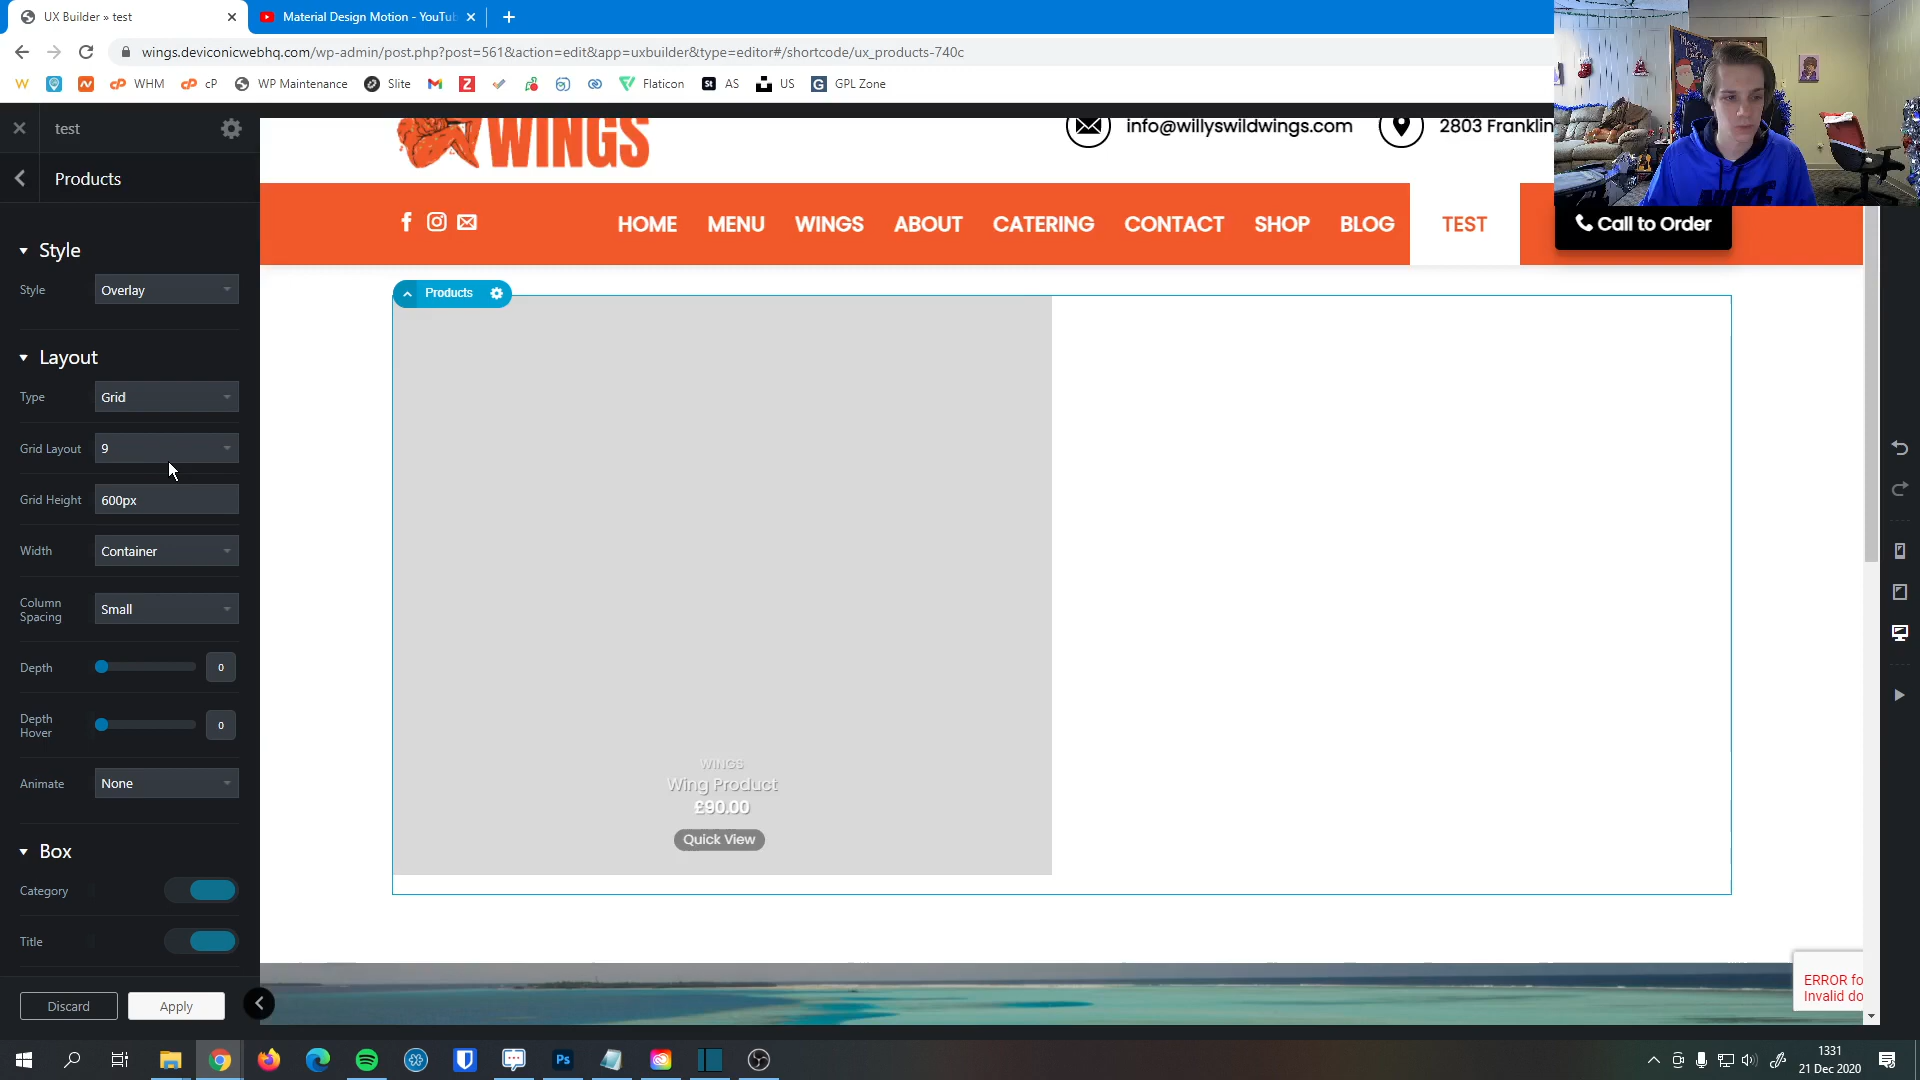 UX Builder » test
Material Design Motion - YouTub
wings.deviconicwebhq.com/wp-admin/post.php?post=561&action=edit&app=uxbuilder&type=editor#/shortcode/ux_products-740c
WHM
cP
WP Maintenance
Slite
Flaticon
AS
US
GPL Zone
test
Products
Style
Style
Overlay
Layout
Type
Grid
Grid Layout
9
Grid Height
600px
Width
Container
Column
Spacing
Small
Depth
0
Depth
Hover
0
Animate
None
Box
Category
Title
Discard
Apply
WINGS
info@willyswildwings.com
2803 Franklin
HOME
MENU
WINGS
ABOUT
CATERING
CONTACT
SHOP
BLOG
TEST
Call to Order
Products
WINGS
Wing Product
£90.00
Quick View
ERROR fo
Invalid do
1331
21 Dec 2020